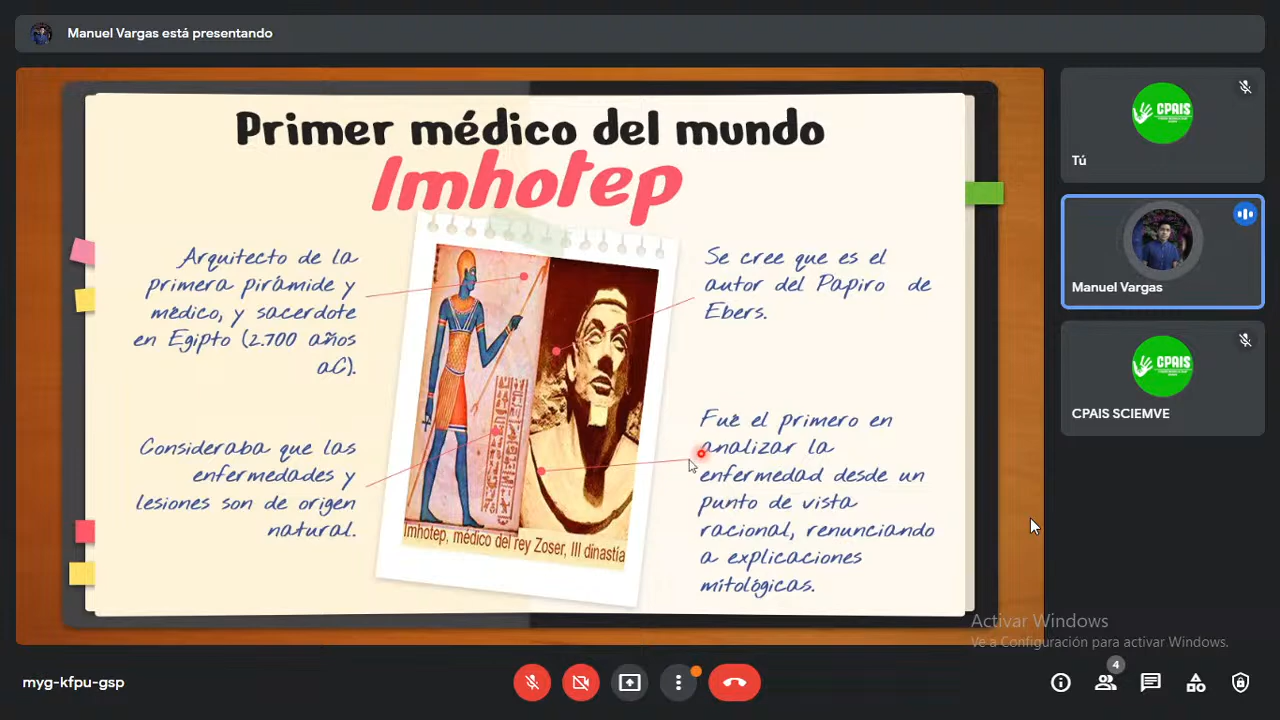 Manuel Vargas está presentando
Primer médico del mundo
Imhotep
Arquitecto de la
primera pirámide y
médico, y sacerdote
en Egipto (2.700 años
aC).
Consideraba que las
enfermedades y
lesiones son de origen
natural.
Imhotep, médico del rey Zoser, III dinastía
Se cree que es el
autor del Papiro de
Ebers.
Fue el primero en
analizar la
enfermedad desde un
punto de vista
racional, renunciando
a explicaciones
mitológicas.
CPAIS
Tú
Manuel Vargas
CPAIS
CPAIS SCIEMVE
Activar Windows
Ve a Configuración para activar Windows.
myg-kfpu-gsp
4